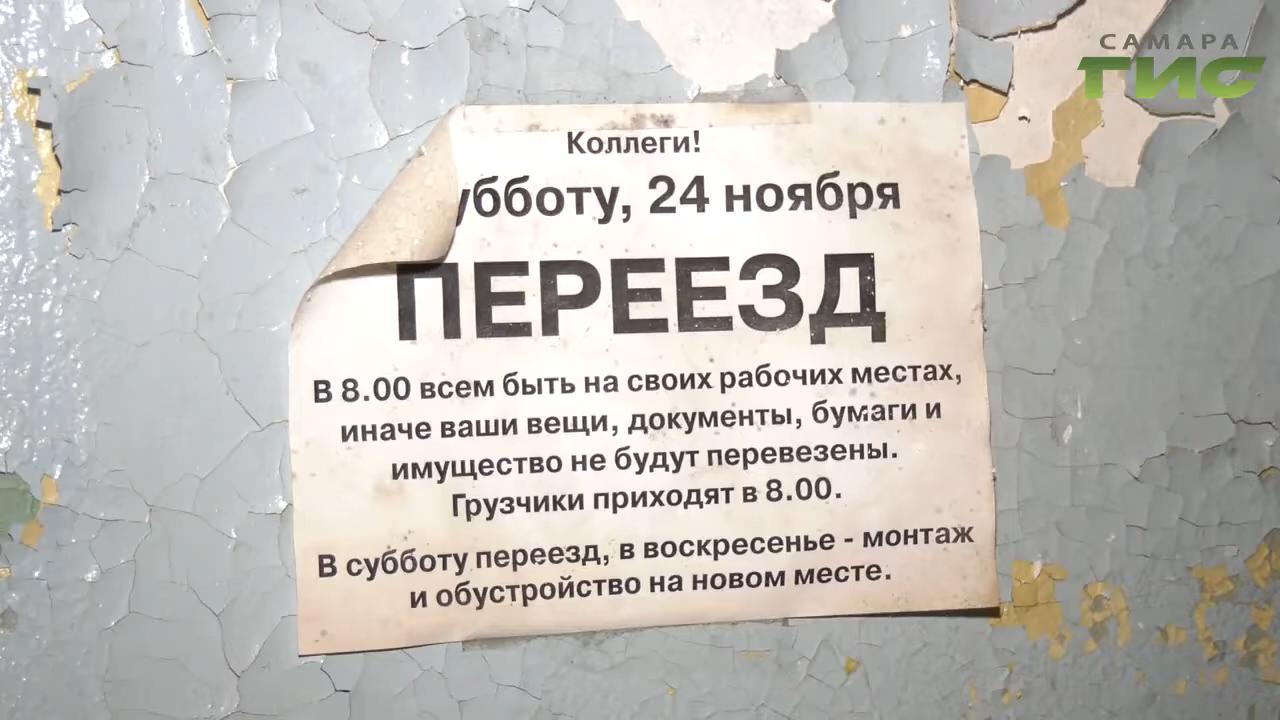 САМАРА
ГИС
Коллеги!
убботу, 24 ноября
ПЕРЕЕЗД
В 8.00 всем быть на своих рабочих местах,
иначе ваши вещи, документы, бумаги и
имущество не будут перевезены.
Грузчики приходят в 8.00.
В субботу переезд, в воскресенье - монтаж
и обустройство на новом месте.